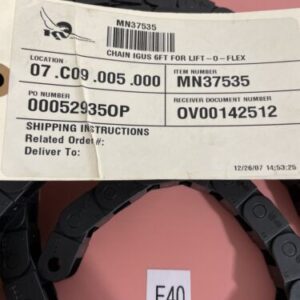 MN37535
CHAIN IGUS 6FT FOR LIFT-O-FLEX
LOCATION
07.C09.005.000
ITEM NUMBER
MN37535
PO NUMBER
00052935OP
RECEIVER DOCUMENT NUMBER
OV00142512
SHIPPING INSTRUCTIONS
Related Order#:
Deliver To:
12/26/07 14:53:25
E40